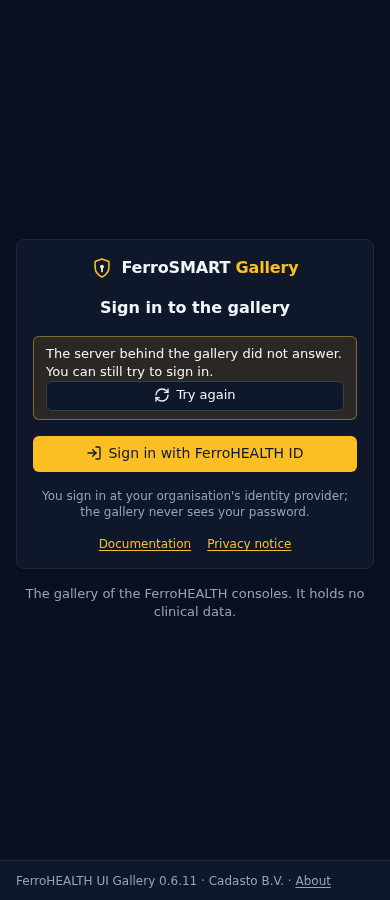 FerroSMART Gallery
Sign in to the gallery
The server behind the gallery did not answer.
You can still try to sign in.
Try again
Sign in with FerroHEALTH ID
You sign in at your organisation's identity provider;
the gallery never sees your password.
Documentation Privacy notice
The gallery of the FerroHEALTH consoles. It holds no
clinical data.
FerroHEALTH UI Gallery 0.6.11 · Cadasto B.V. · About